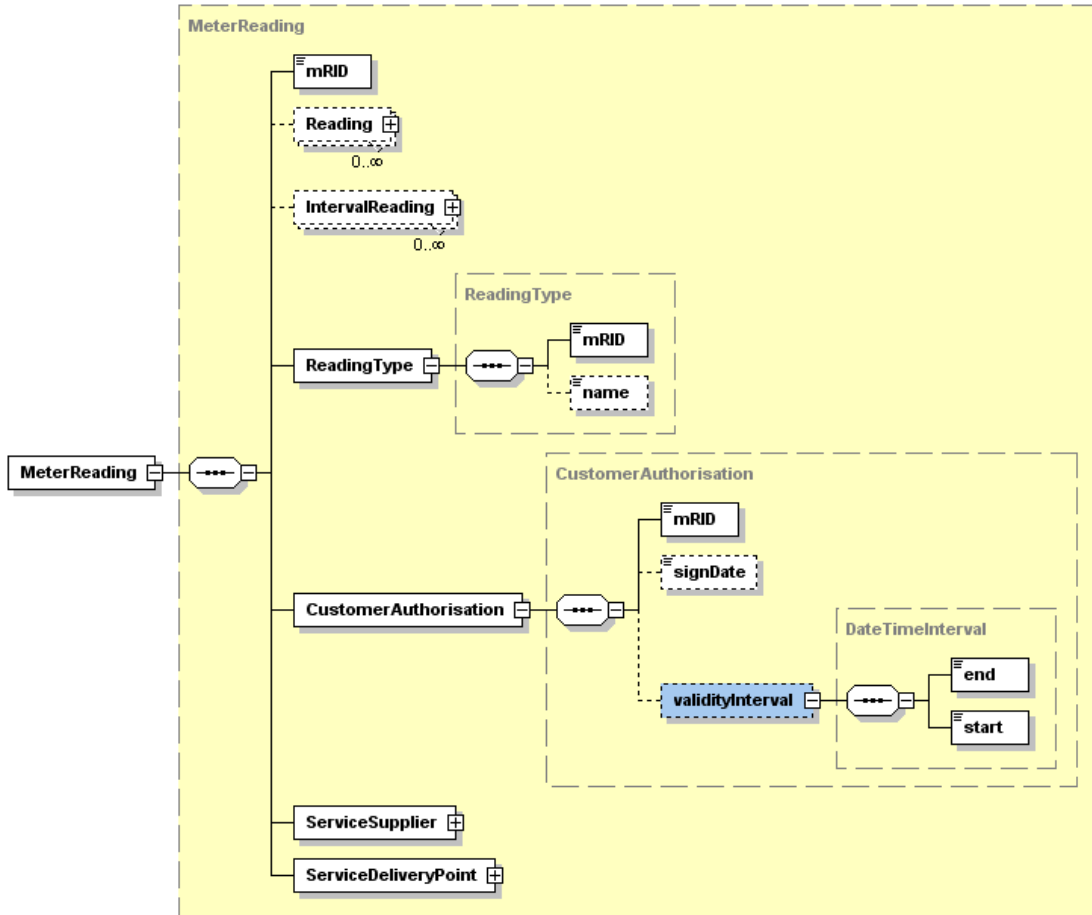 MeterReading
mRID
Reading
0..∞
IntervalReading
0..∞
ReadingType
ReadingType
mRID
name
MeterReading
CustomerAuthorisation
CustomerAuthorisation
mRID
signDate
validityInterval
DateTimeInterval
end
start
ServiceSupplier
ServiceDeliveryPoint